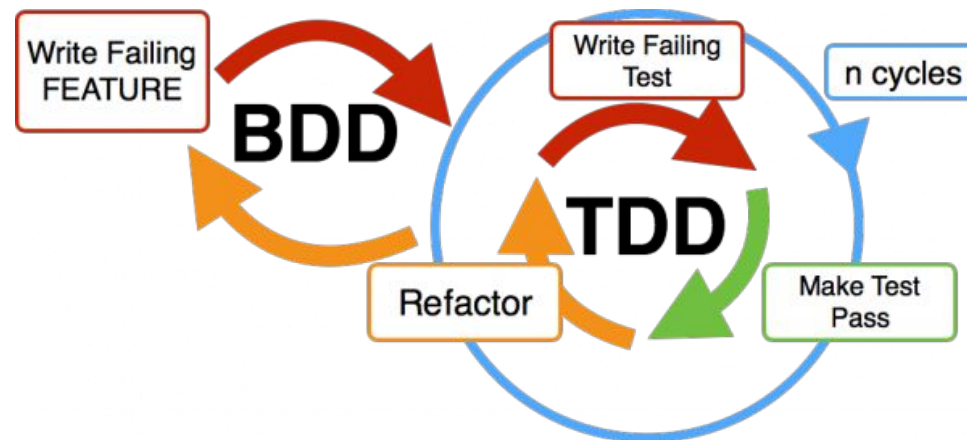 Write Failing
FEATURE
BDD
Write Failing
Test
n cycles
TDD
Refactor
Make Test
Pass